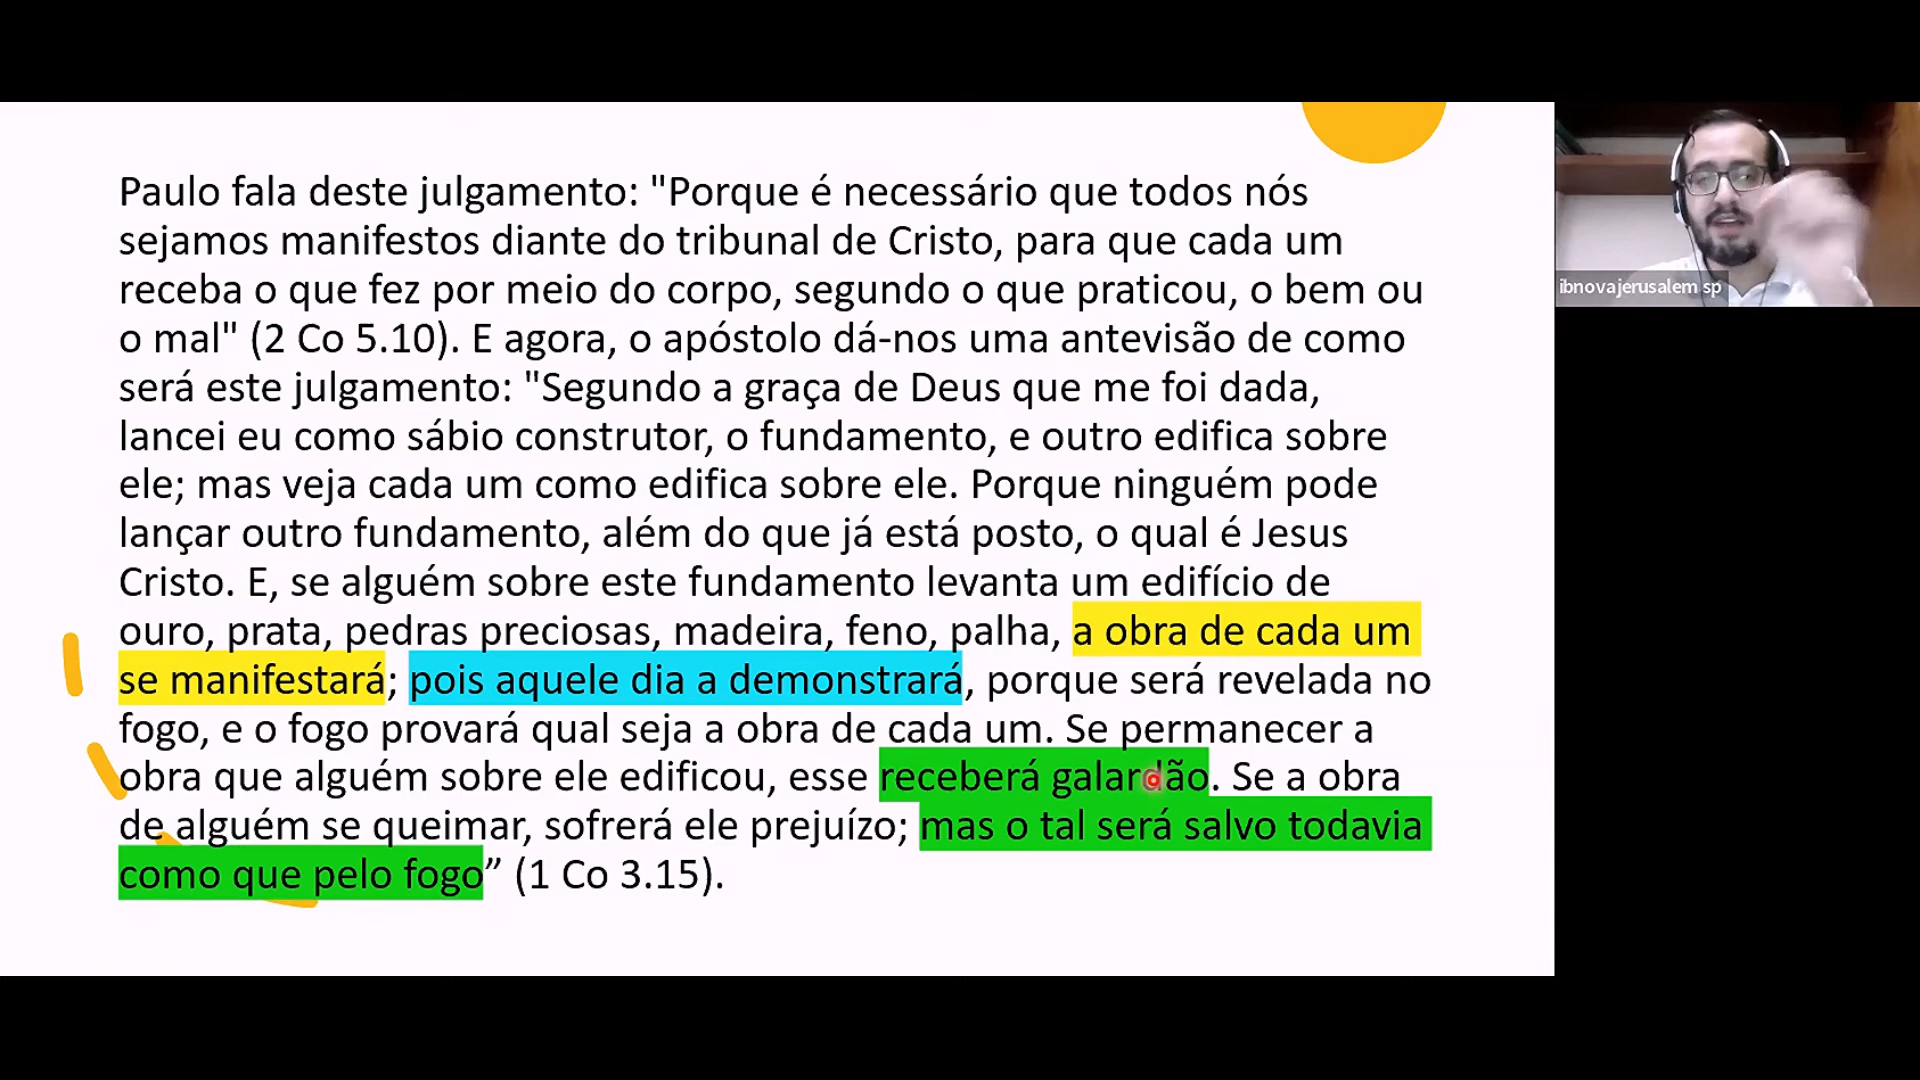 Paulo fala deste julgamento: "Porque é necessário que todos nós
sejamos manifestos diante do tribunal de Cristo, para que cada um
receba o que fez por meio do corpo, segundo o que praticou, o bem ou
o mal" (2 Co 5.10). E agora, o apóstolo dá-nos uma antevisão de como
será este julgamento: "Segundo a graça de Deus que me foi dada,
lancei eu como sábio construtor, o fundamento, e outro edifica sobre
ele; mas veja cada um como edifica sobre ele. Porque ninguém pode
lançar outro fundamento, além do que já está posto, o qual é Jesus
Cristo. E, se alguém sobre este fundamento levanta um edifício de
ouro, prata, pedras preciosas, madeira, feno, palha, a obra de cada um
se manifestará; pois aquele dia a demonstrará, porque será revelada no
fogo, e o fogo provará qual seja a obra de cada um. Se permanecer a
obra que alguém sobre ele edificou, esse receberá galardão. Se a obra
de alguém se queimar, sofrerá ele prejuízo; mas o tal será salvo todavia
como que pelo fogo” (1 Co 3.15).
ibnovajerusalem sp